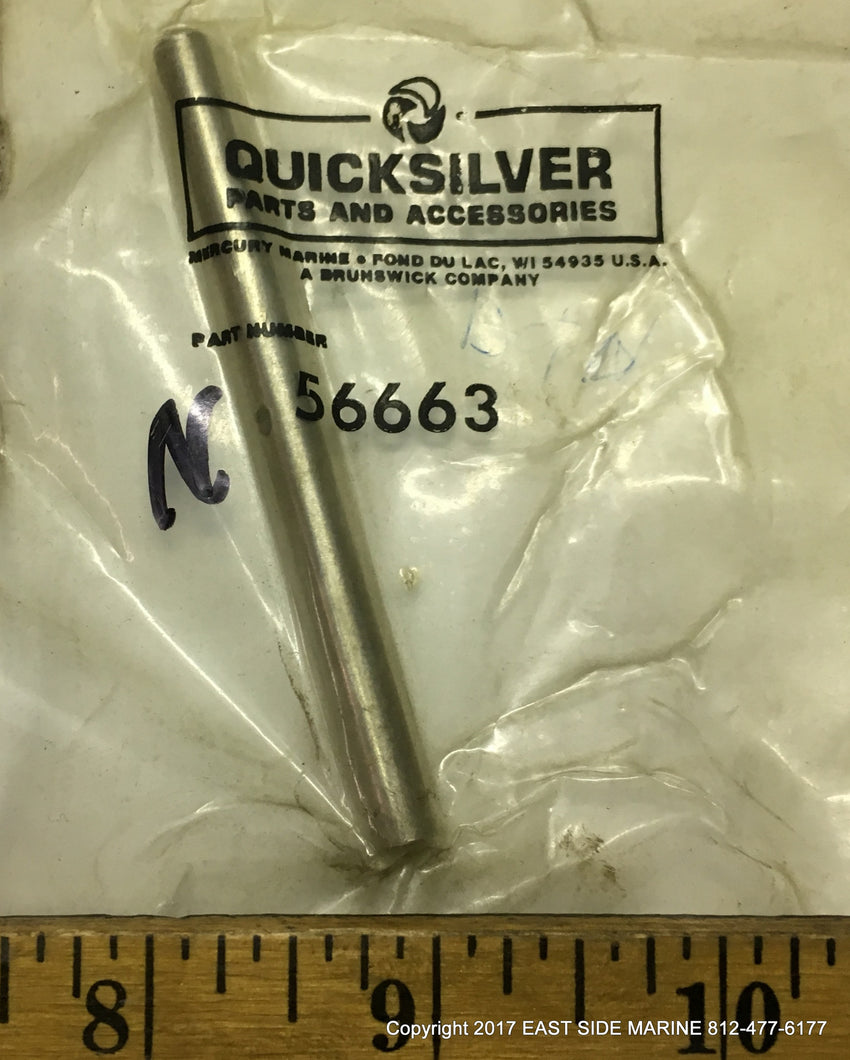 QUICKSILVER
PARTS AND ACCESSORIES
MERCURY MARINE • FOND DU LAC, WI 54935 U.S.A.
A BRUNSWICK COMPANY
PART NUMBER
56663
N
8 9 10
Copyright 2017 EAST SIDE MARINE 812-477-6177